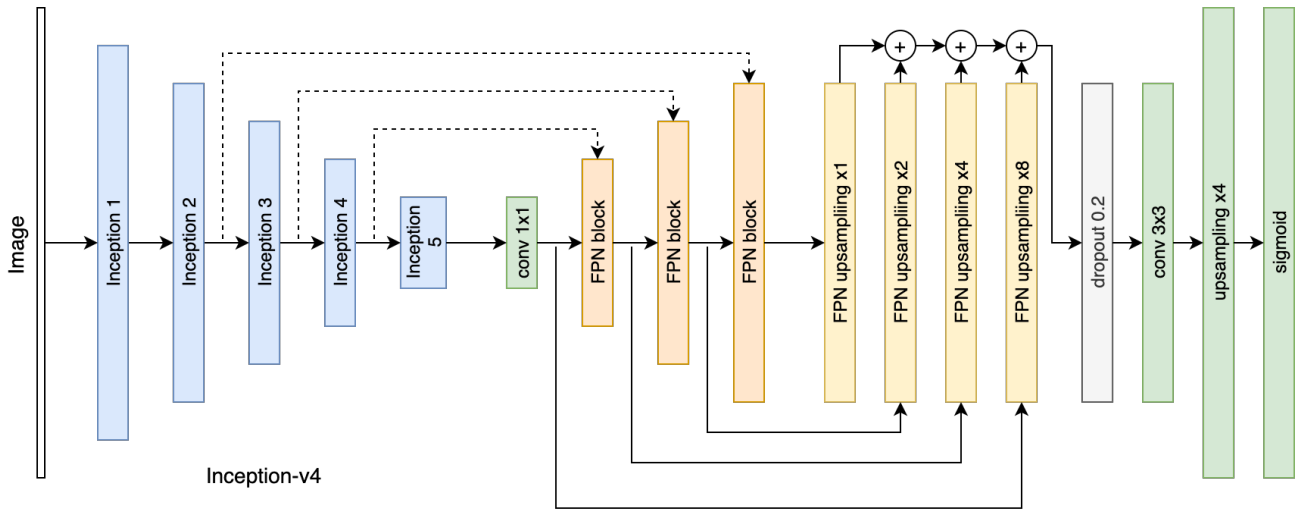 Image
Inception 1
Inception 2
Inception 3
Inception 4
Inception
5
conv 1x1
FPN block
FPN block
FPN block
FPN upsampling x1
FPN upsampling x2
FPN upsampling x4
FPN upsampling x8
+
+
+
dropout 0.2
conv 3x3
upsampling x4
sigmoid
Inception-v4